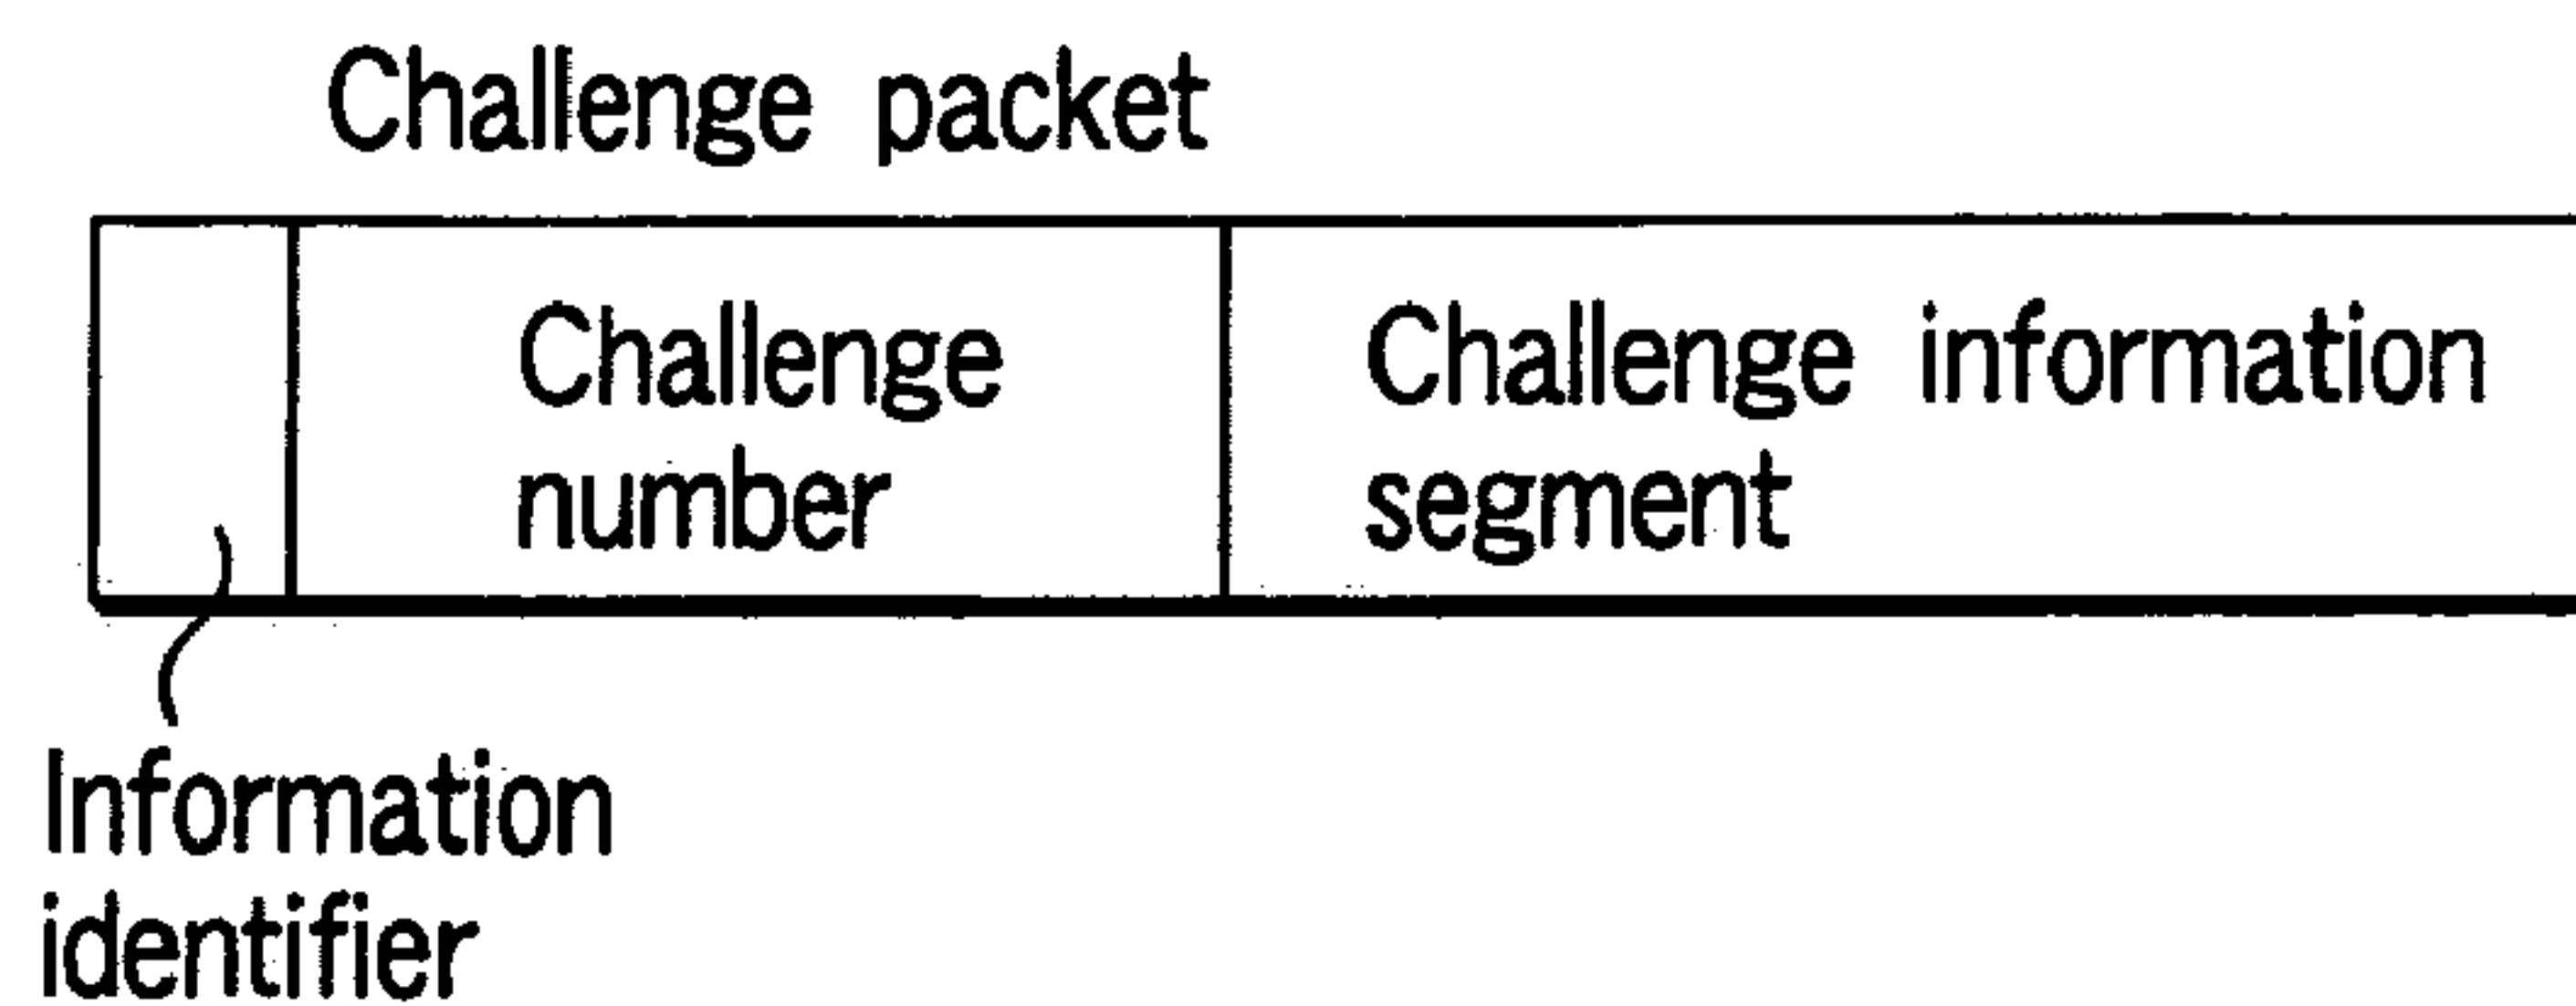 Challenge packet
Challenge
number
Challenge information
segment
Information
identifier